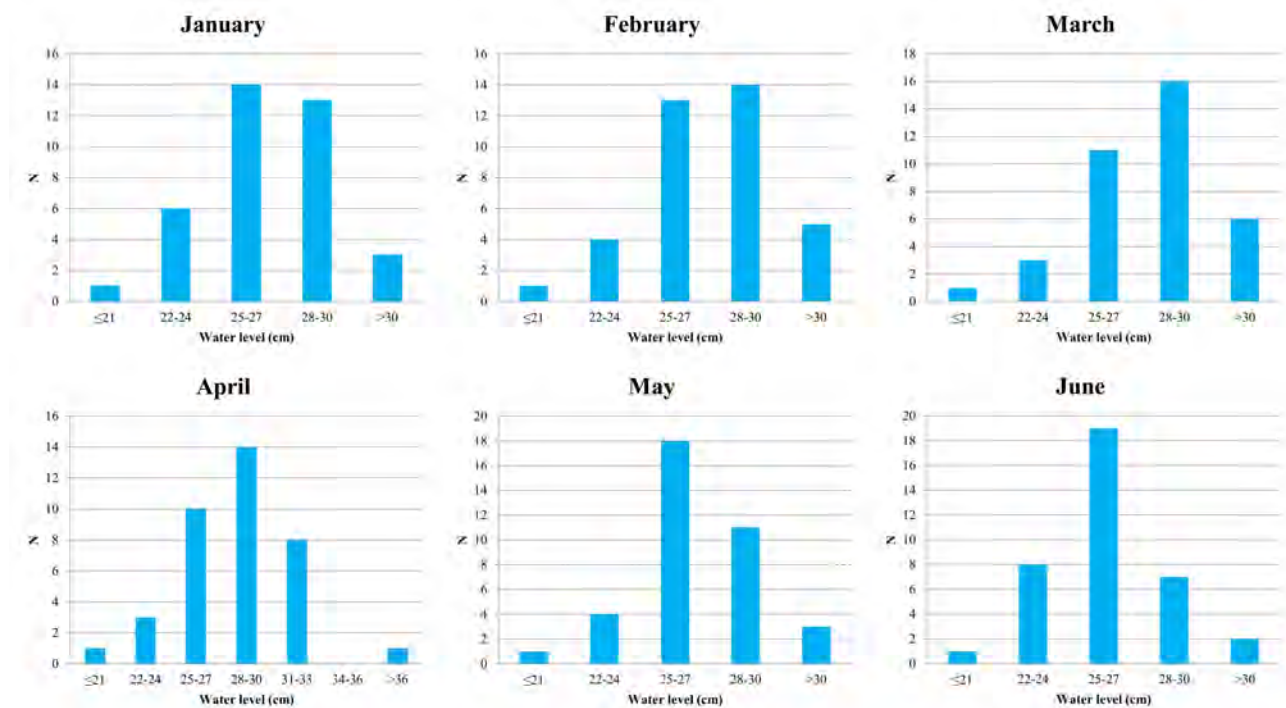 January
February
March
16
14
12
10
8
6
4
2
0
N
≤21 22-24 25-27 28-30 >30
Water level (cm)
16
14
12
10
8
6
4
2
0
N
≤21 22-24 25-27 28-30 >30
Water level (cm)
18
16
14
12
10
8
6
4
2
0
N
≤21 22-24 25-27 28-30 >30
Water level (cm)
April
May
June
16
14
12
10
8
6
4
2
0
N
≤21 22-24 25-27 28-30 31-33 34-36 >36
Water level (cm)
20
18
16
14
12
10
8
6
4
2
0
N
≤21 22-24 25-27 28-30 >30
Water level (cm)
20
18
16
14
12
10
8
6
4
2
0
N
≤21 22-24 25-27 28-30 >30
Water level (cm)